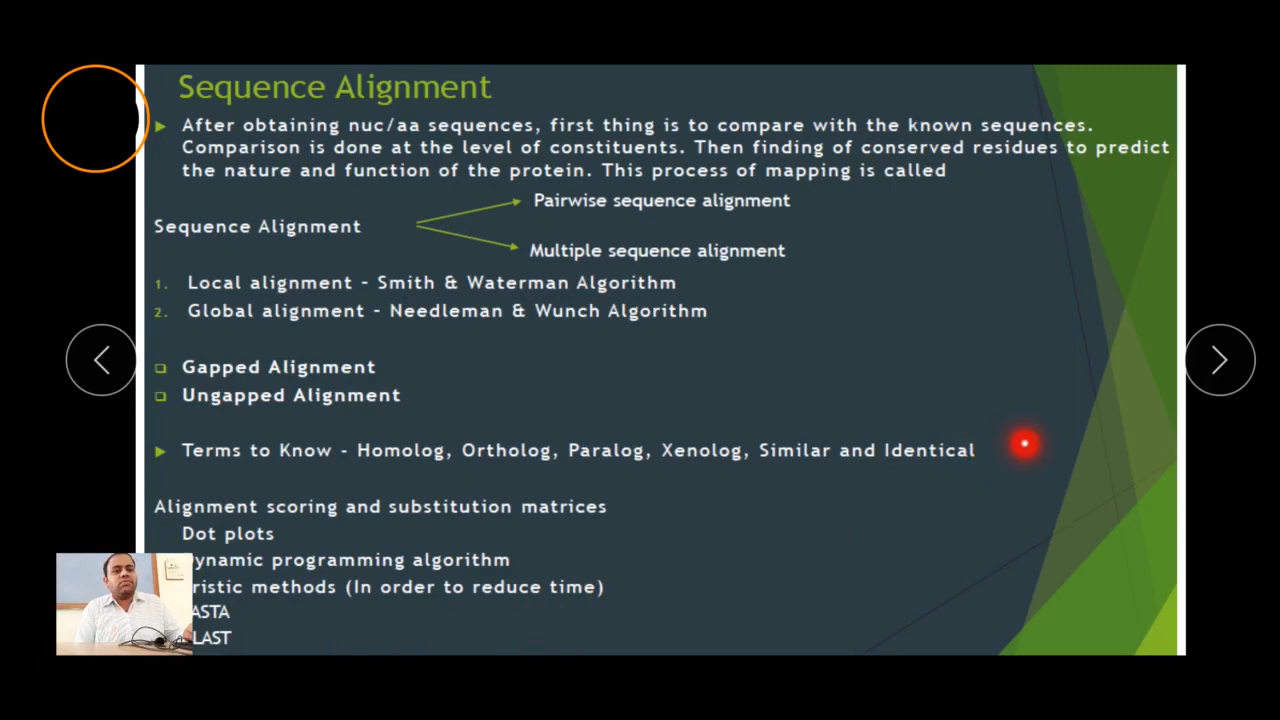 Sequence Alignment
After obtaining nuc/aa sequences, first thing is to compare with the known sequences.
Comparison is done at the level of constituents. Then finding of conserved residues to predict
the nature and function of the protein. This process of mapping is called
Pairwise sequence alignment
Sequence Alignment
Multiple sequence alignment
1. Local alignment - Smith & Waterman Algorithm
2. Global alignment - Needleman & Wunch Algorithm
Gapped Alignment
Ungapped Alignment
Terms to Know - Homolog, Ortholog, Paralog, Xenolog, Similar and Identical
Alignment scoring and substitution matrices
Dot plots
ynamic programming algorithm
ristic methods (In order to reduce time)
ASTA
LAST